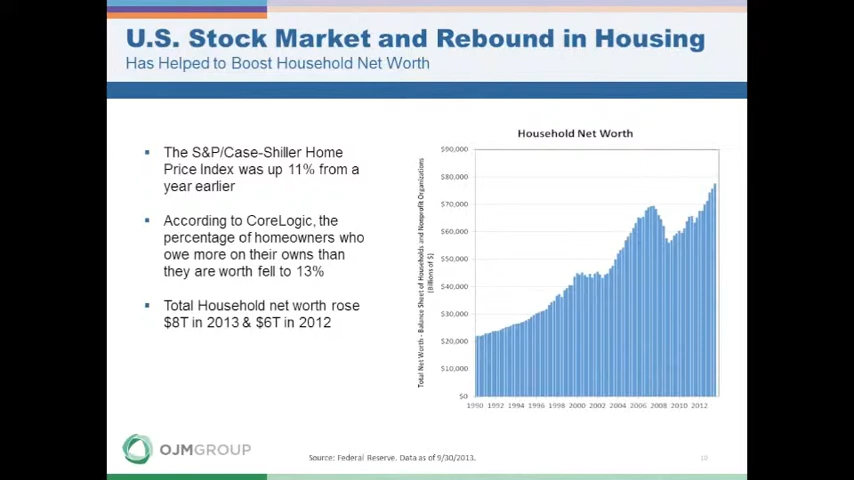 U.S. Stock Market and Rebound in Housing
Has Helped to Boost Household Net Worth
▪ The S&P/Case-Shiller Home
Price Index was up 11% from a
year earlier
▪ According to CoreLogic, the
percentage of homeowners who
owe more on their owns than
they are worth fell to 13%
▪ Total Household net worth rose
$8T in 2013 & $6T in 2012
Household Net Worth
Total Net Worth - Balance Sheet of Households and Nonprofit Organizations
(Billions of $)
$90,000
$80,000
$70,000
$60,000
$50,000
$40,000
$30,000
$20,000
$10,000
$0
1990 1992 1994 1996 1998 2000 2002 2004 2006 2008 2010 2012
OJMGROUP
Source: Federal Reserve. Data as of 9/30/2013.